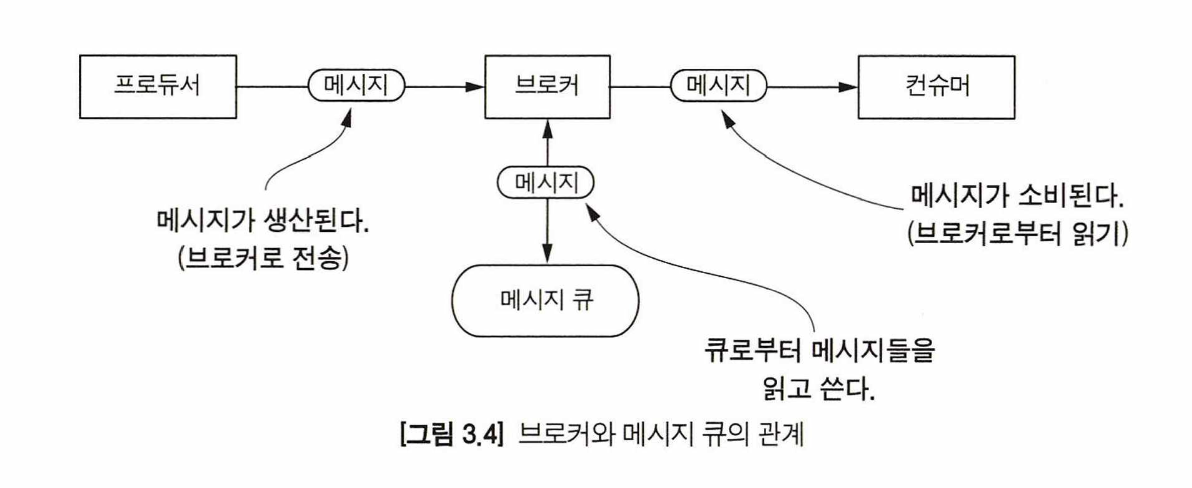 프로듀서
메시지
브로커
메시지
컨슈머
메시지
메시지가 생산된다.
(브로커로 전송)
메시지가 소비된다.
(브로커로부터 읽기)
메시지 큐
큐로부터 메시지들을
읽고 쓴다.
[그림 3.4] 브로커와 메시지 큐의 관계